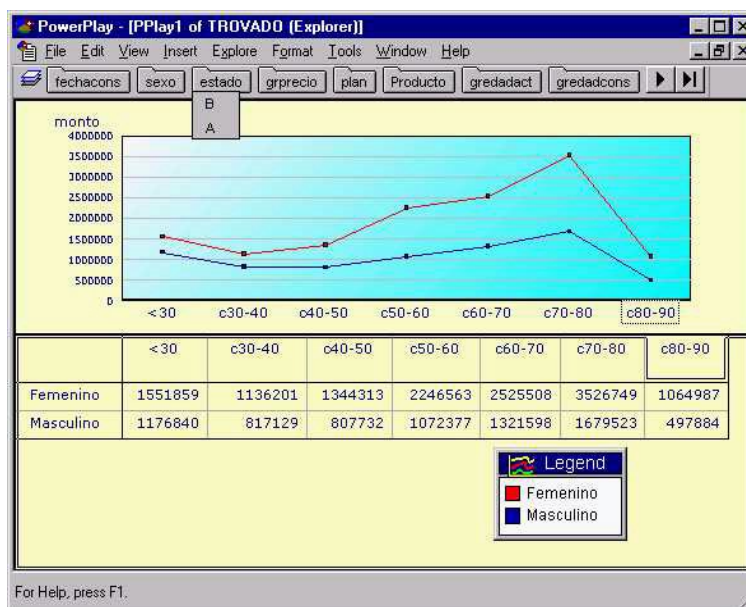 PowerPlay - [PPlay1 of TROVADO (Explorer)]
File Edit View Insert Explore Format Tools Window Help
fechacons sexo estado grprecio plan Producto gredadact gredadcons
B
A
monto
4000000
3500000
3000000
2500000
2000000
1500000
1000000
500000
0
<30 c30-40 c40-50 c50-60 c60-70 c70-80 c80-90
<30 c30-40 c40-50 c50-60 c60-70 c70-80 c80-90
Femenino 1551859 1136201 1344313 2246563 2525508 3526749 1064987
Masculino 1176840 817129 807732 1072377 1321598 1679523 497884
Legend
Femenino
Masculino
For Help, press F1.